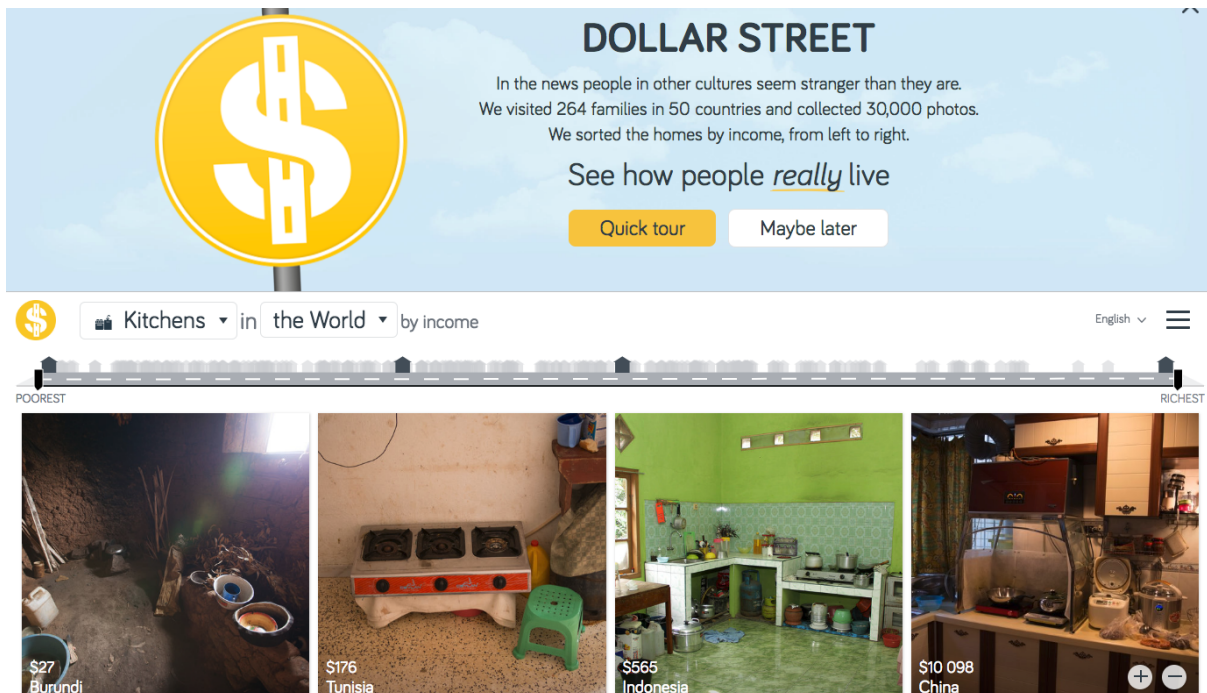 DOLLAR STREET
In the news people in other cultures seem stranger than they are.
We visited 264 families in 50 countries and collected 30,000 photos.
We sorted the homes by income, from left to right.
See how people really live
Quick tour
Maybe later
Kitchens in the World by income
English
POOREST
RICHEST
$27
Burundi
$176
Tunisia
$565
Indonesia
$10 098
China